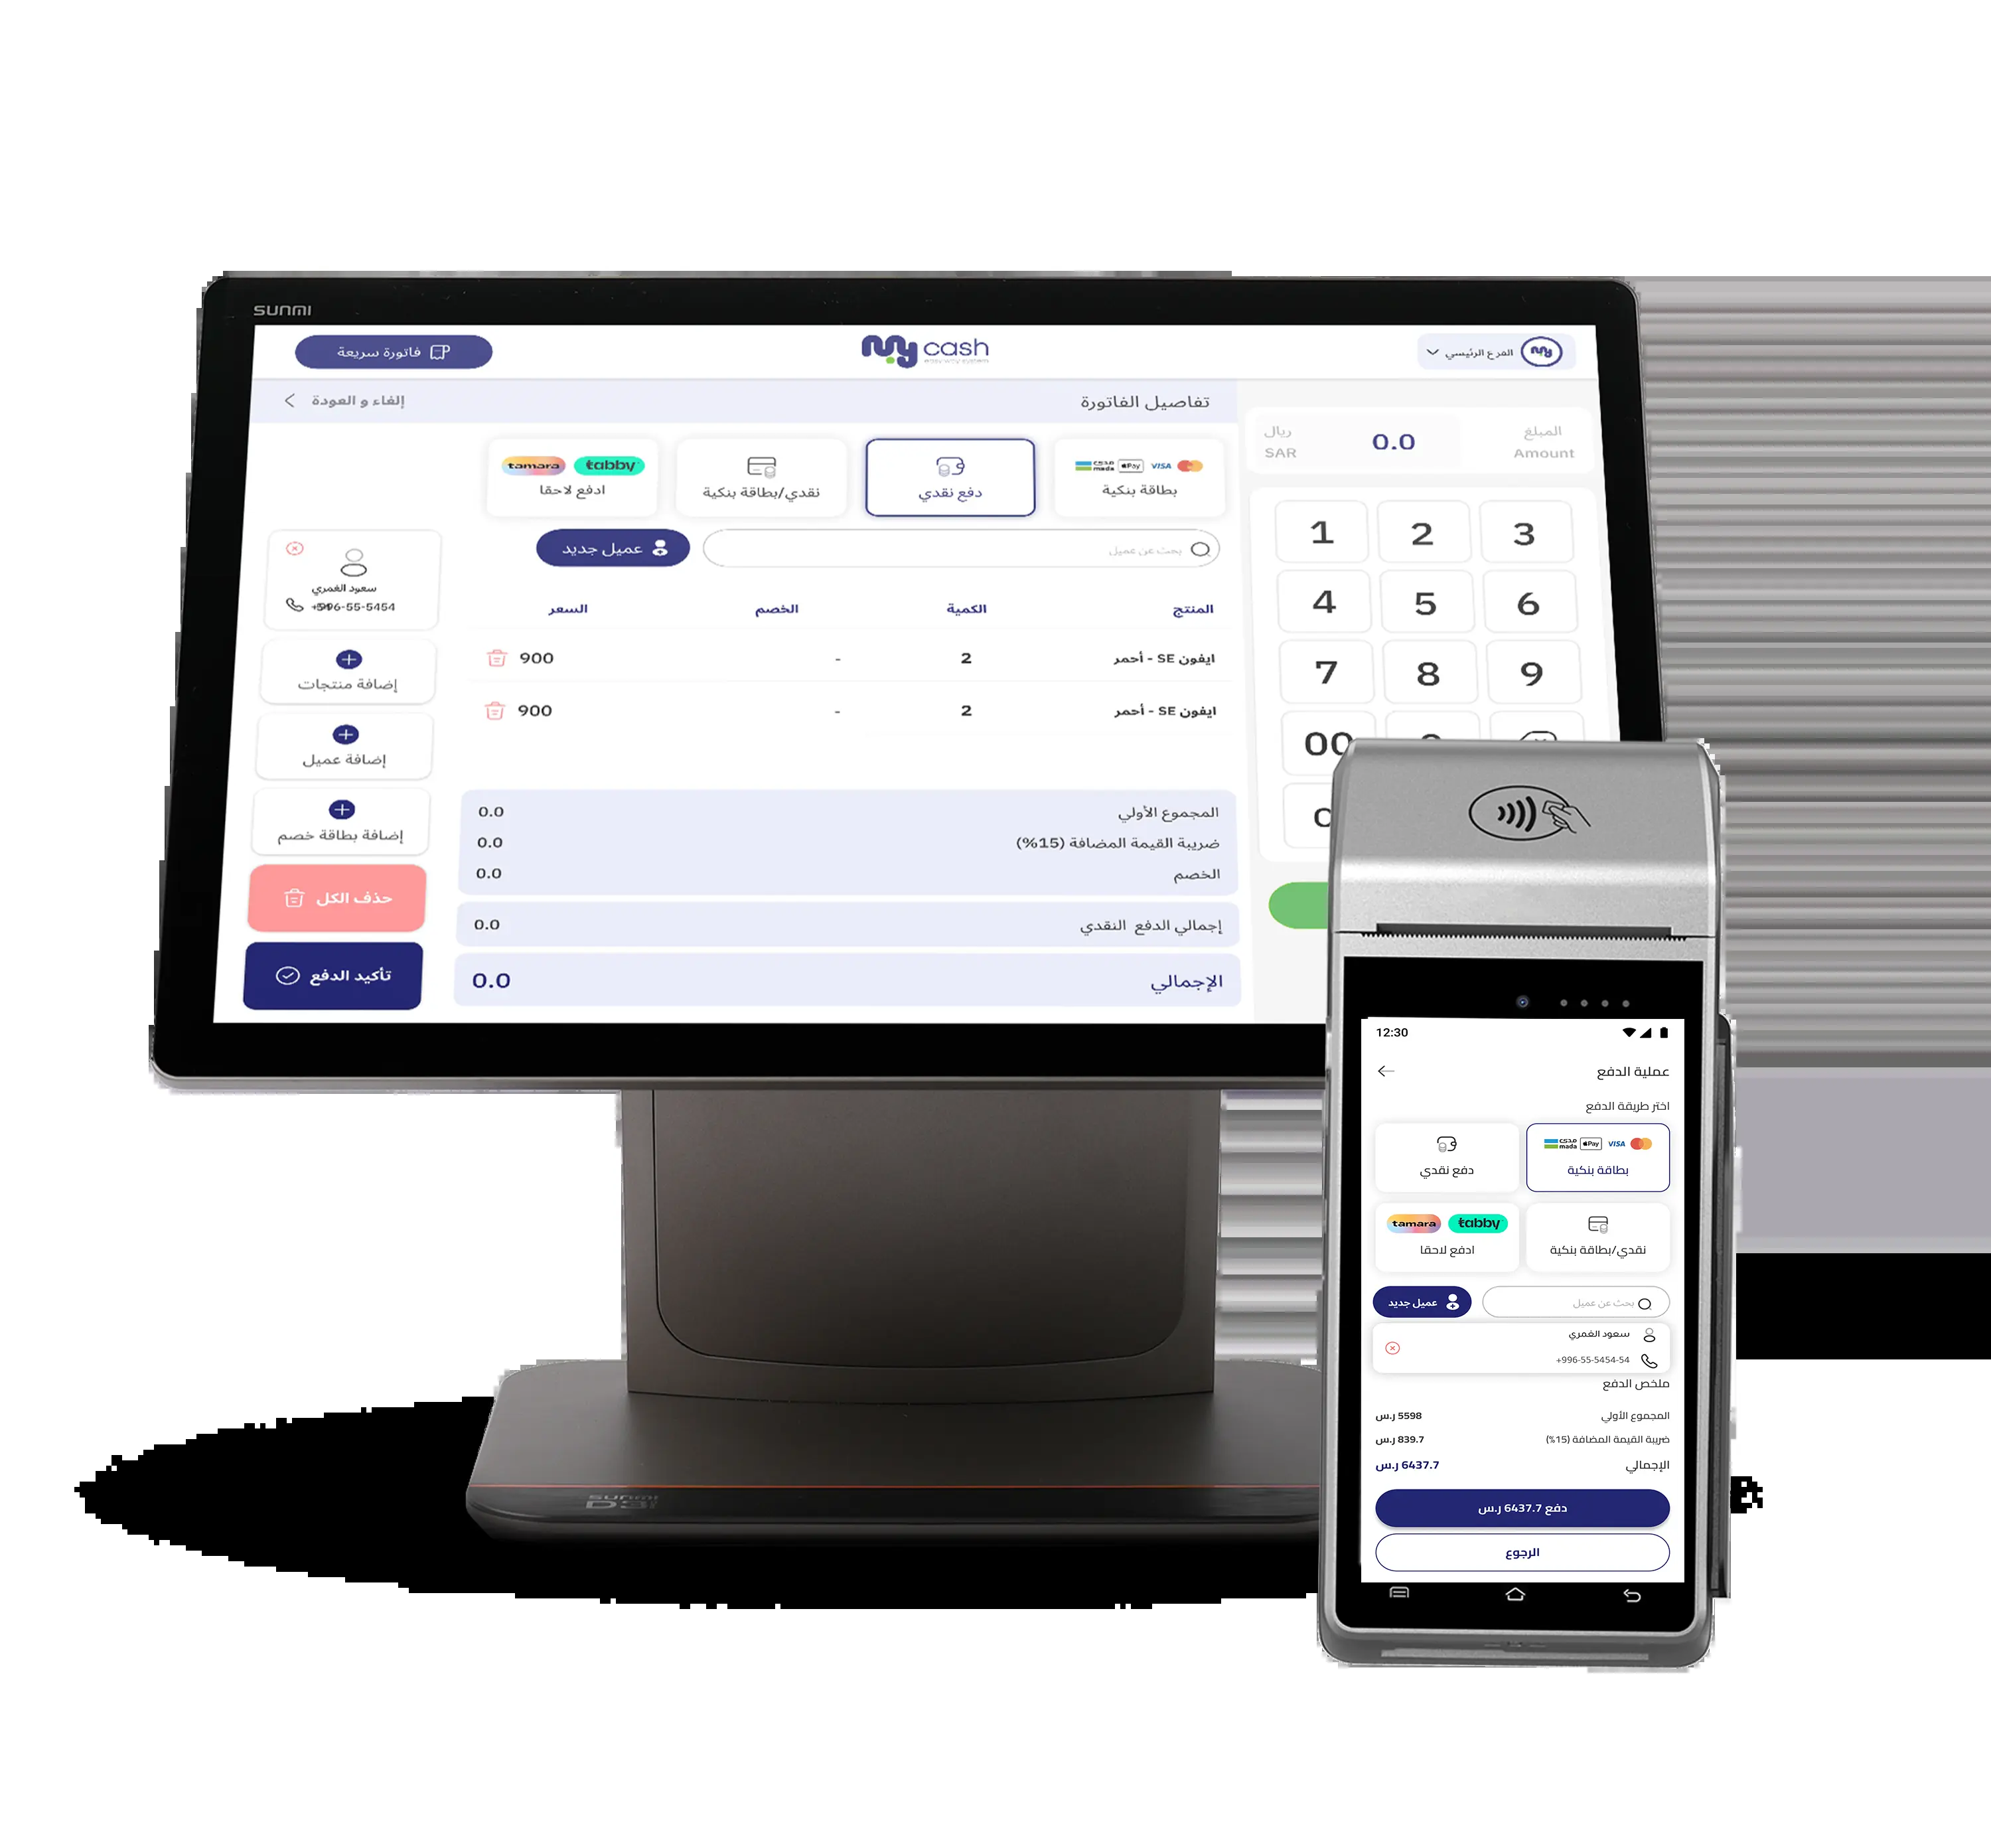 SUNMI
فاتورة سريعة
My cash
easy way system
الفرع الرئيسي
إلغاء و العودة
تفاصيل الفاتورة
المبلغ
Amount
0.0
ريال
SAR
mada Pay VISA
بطاقة بنكية
دفع نقدي
نقدي/بطاقة بنكية
tamara tabby
ادفع لاحقا
بحث عن عميل
عميل جديد
سعود الغمري
المنتج الكمية الخصم السعر
ايفون SE - أحمر 2 - 900
ايفون SE - أحمر 2 - 900
المجموع الأولي 0.0
ضريبة القيمة المضافة (15%) 0.0
الخصم 0.0
إجمالي الدفع النقدي 0.0
الإجمالي 0.0
إضافة منتجات
إضافة عميل
إضافة بطاقة خصم
حذف الكل
تأكيد الدفع
1 2 3
4 5 6
7 8 9
00
SUNMI
D3
12:30
عملية الدفع
اختر طريقة الدفع
مدى mada Pay VISA
بطاقة بنكية
دفع نقدي
نقدي/بطاقة بنكية
tamara tabby
ادفع لاحقا
بحث عن عميل
عميل جديد
سعود الغمري
+996-55-5454-54
ملخص الدفع
المجموع الأولي 5598 ر.س
ضريبة القيمة المضافة (15%) 839.7 ر.س
الإجمالي 6437.7 ر.س
دفع 6437.7 ر.س
الرجوع